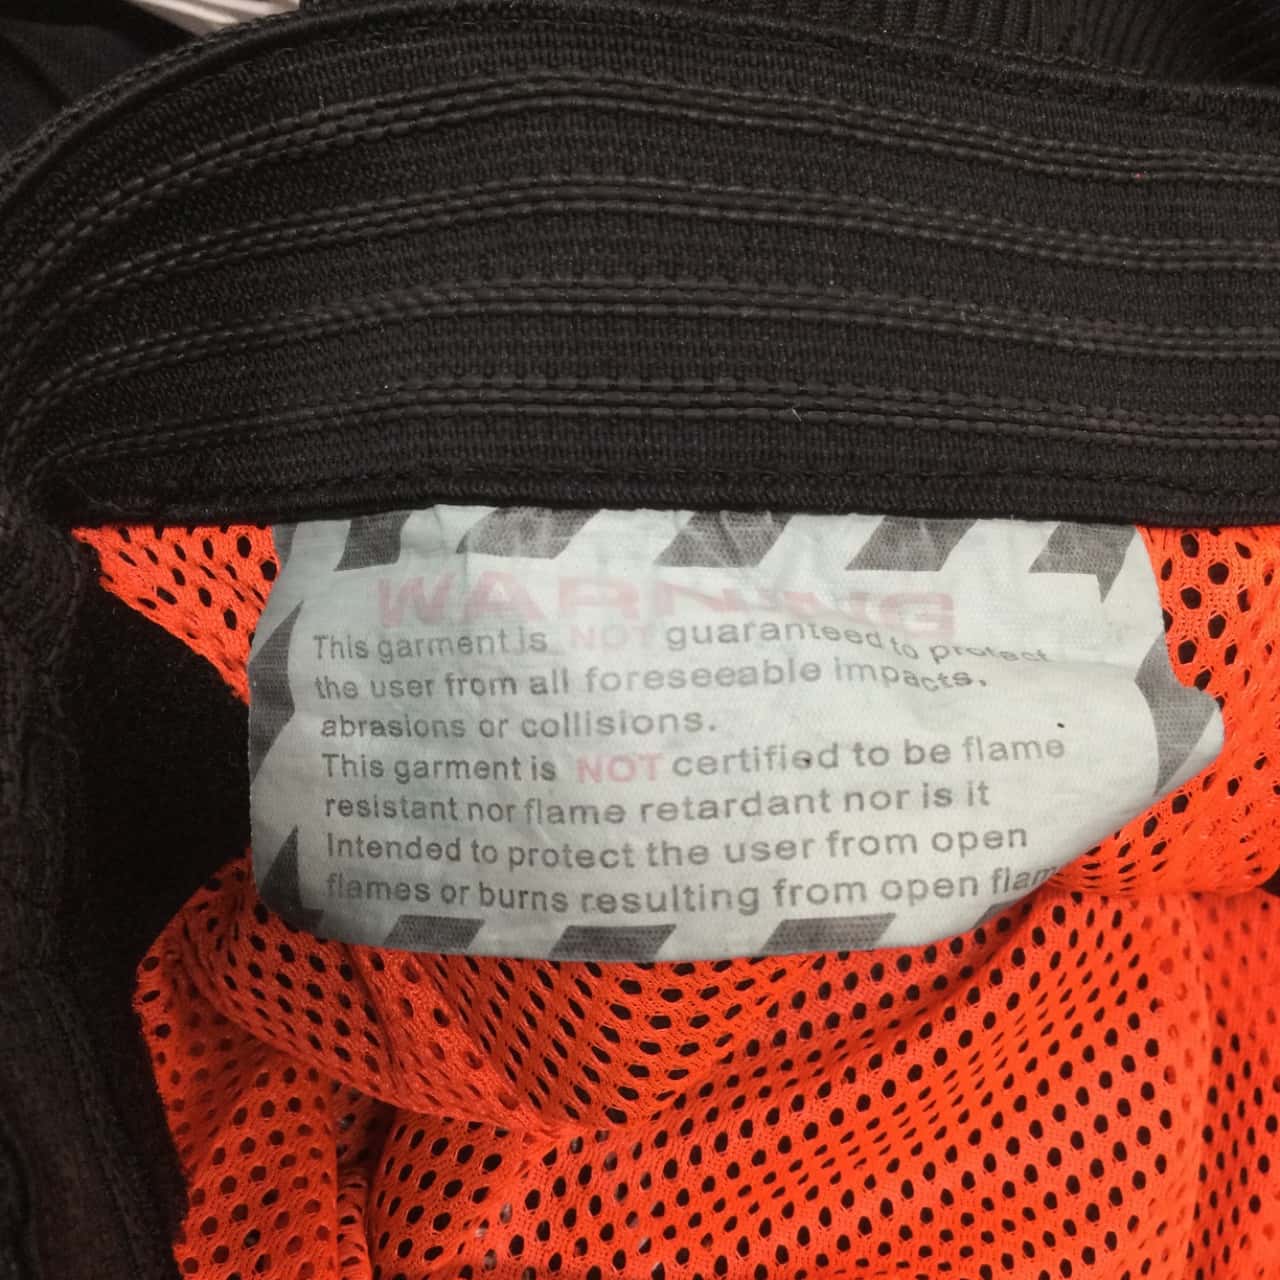 WARNING
This garment is NOT guaranteed to protect
the user from all foreseeable impacts,
abrasions or collisions.
This garment is NOT certified to be flame
resistant nor flame retardant nor is it
Intended to protect the user from open
flames or burns resulting from open flam